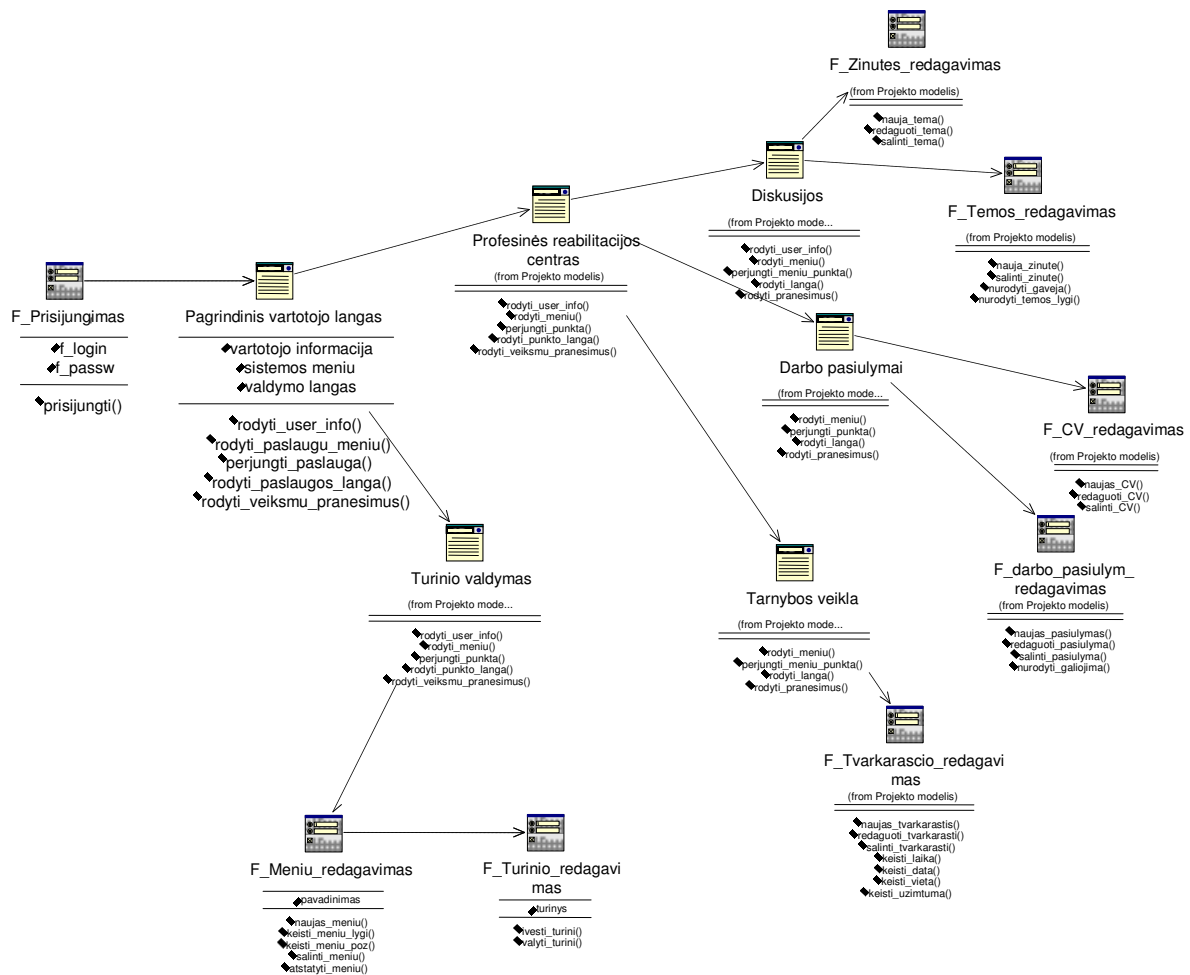 F_Zinutes_redagavimas
(from Projekto modelis)
nauja_tema()
redaguoti_tema()
salinti_tema()
F_Temos_redagavimas
(from Projekto modelis)
nauja_zinute()
salinti_zinute()
nurodyti_gaveja()
nurodyti_temos_lygi()
Diskusijos
(from Projekto mode...
rodyti_user_info()
rodyti_meniu()
perjungti_meniu_punkta()
rodyti_langa()
rodyti_pranesimus()
Profesinės reabilitacijos
centras
(from Projekto modelis)
rodyti_user_info()
rodyti_meniu()
perjungti_punkta()
rodyti_punkto_langa()
rodyti_veiksmu_pranesimus()
F_Prisijungimas
f_login
f_passw
prisijungti()
Pagrindinis vartotojo langas
vartotojo informacija
sistemos meniu
valdymo langas
rodyti_user_info()
rodyti_paslaugu_meniu()
perjungti_paslauga()
rodyti_paslaugos_langa()
rodyti_veiksmu_pranesimus()
Darbo pasiulymai
(from Projekto mode...
rodyti_meniu()
perjungti_punkta()
rodyti_langa()
rodyti_pranesimus()
F_CV_redagavimas
(from Projekto modelis)
naujas_CV()
redaguoti_CV()
salinti_CV()
F_darbo_pasiulym_
redagavimas
(from Projekto modelis)
naujas_pasiulymas()
redaguoti_pasiulyma()
salinti_pasiulyma()
nurodyti_galiojima()
Turinio valdymas
(from Projekto mode...
rodyti_user_info()
rodyti_meniu()
perjungti_punkta()
rodyti_punkto_langa()
rodyti_veiksmu_pranesimus()
Tarnybos veikla
(from Projekto mode...
rodyti_meniu()
perjungti_meniu_punkta()
rodyti_langa()
rodyti_pranesimus()
F_Tvarkarascio_redagavi
mas
(from Projekto modelis)
naujas_tvarkarastis()
redaguoti_tvarkarasti()
salinti_tvarkarasti()
keisti_laika()
keisti_data()
keisti_vieta()
keisti_uzimtuma()
F_Meniu_redagavimas
pavadinimas
naujas_meniu()
keisti_meniu_lygi()
keisti_meniu_poz()
salinti_meniu()
atstatyti_meniu()
F_Turinio_redagavi
mas
turinys
ivesti_turini()
valyti_turini()